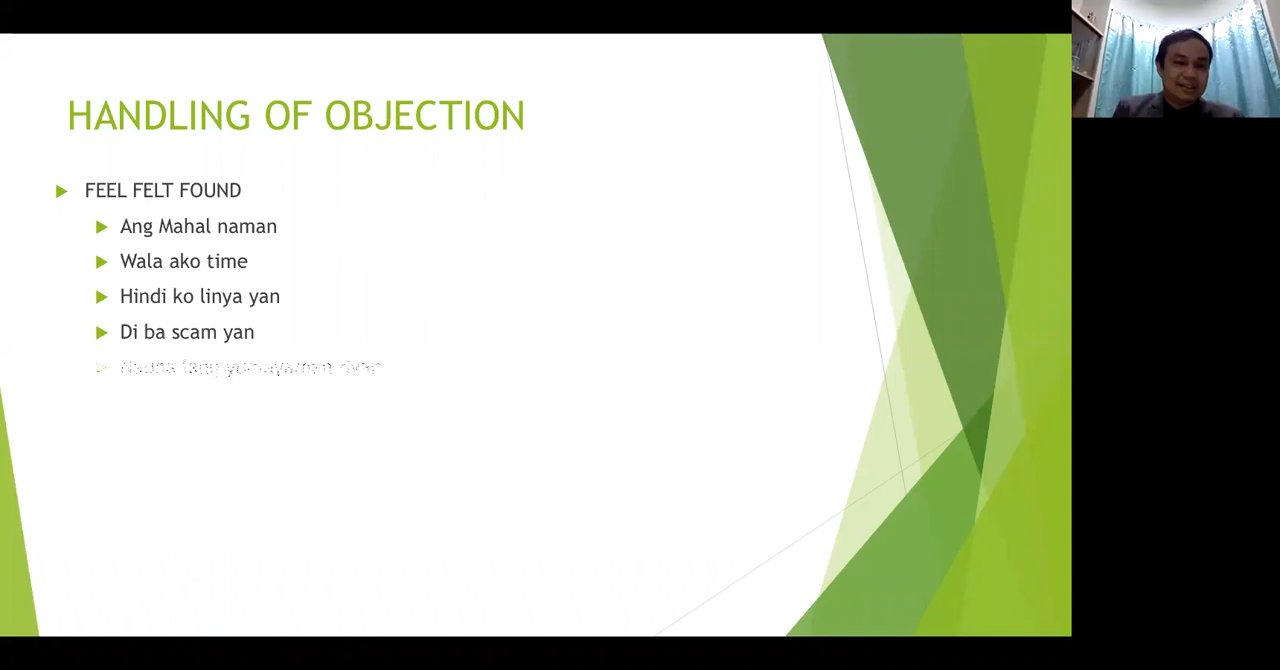 HANDLING OF OBJECTION
FEEL FELT FOUND
Ang Mahal naman
Wala ako time
Hindi ko linya yan
Di ba scam yan